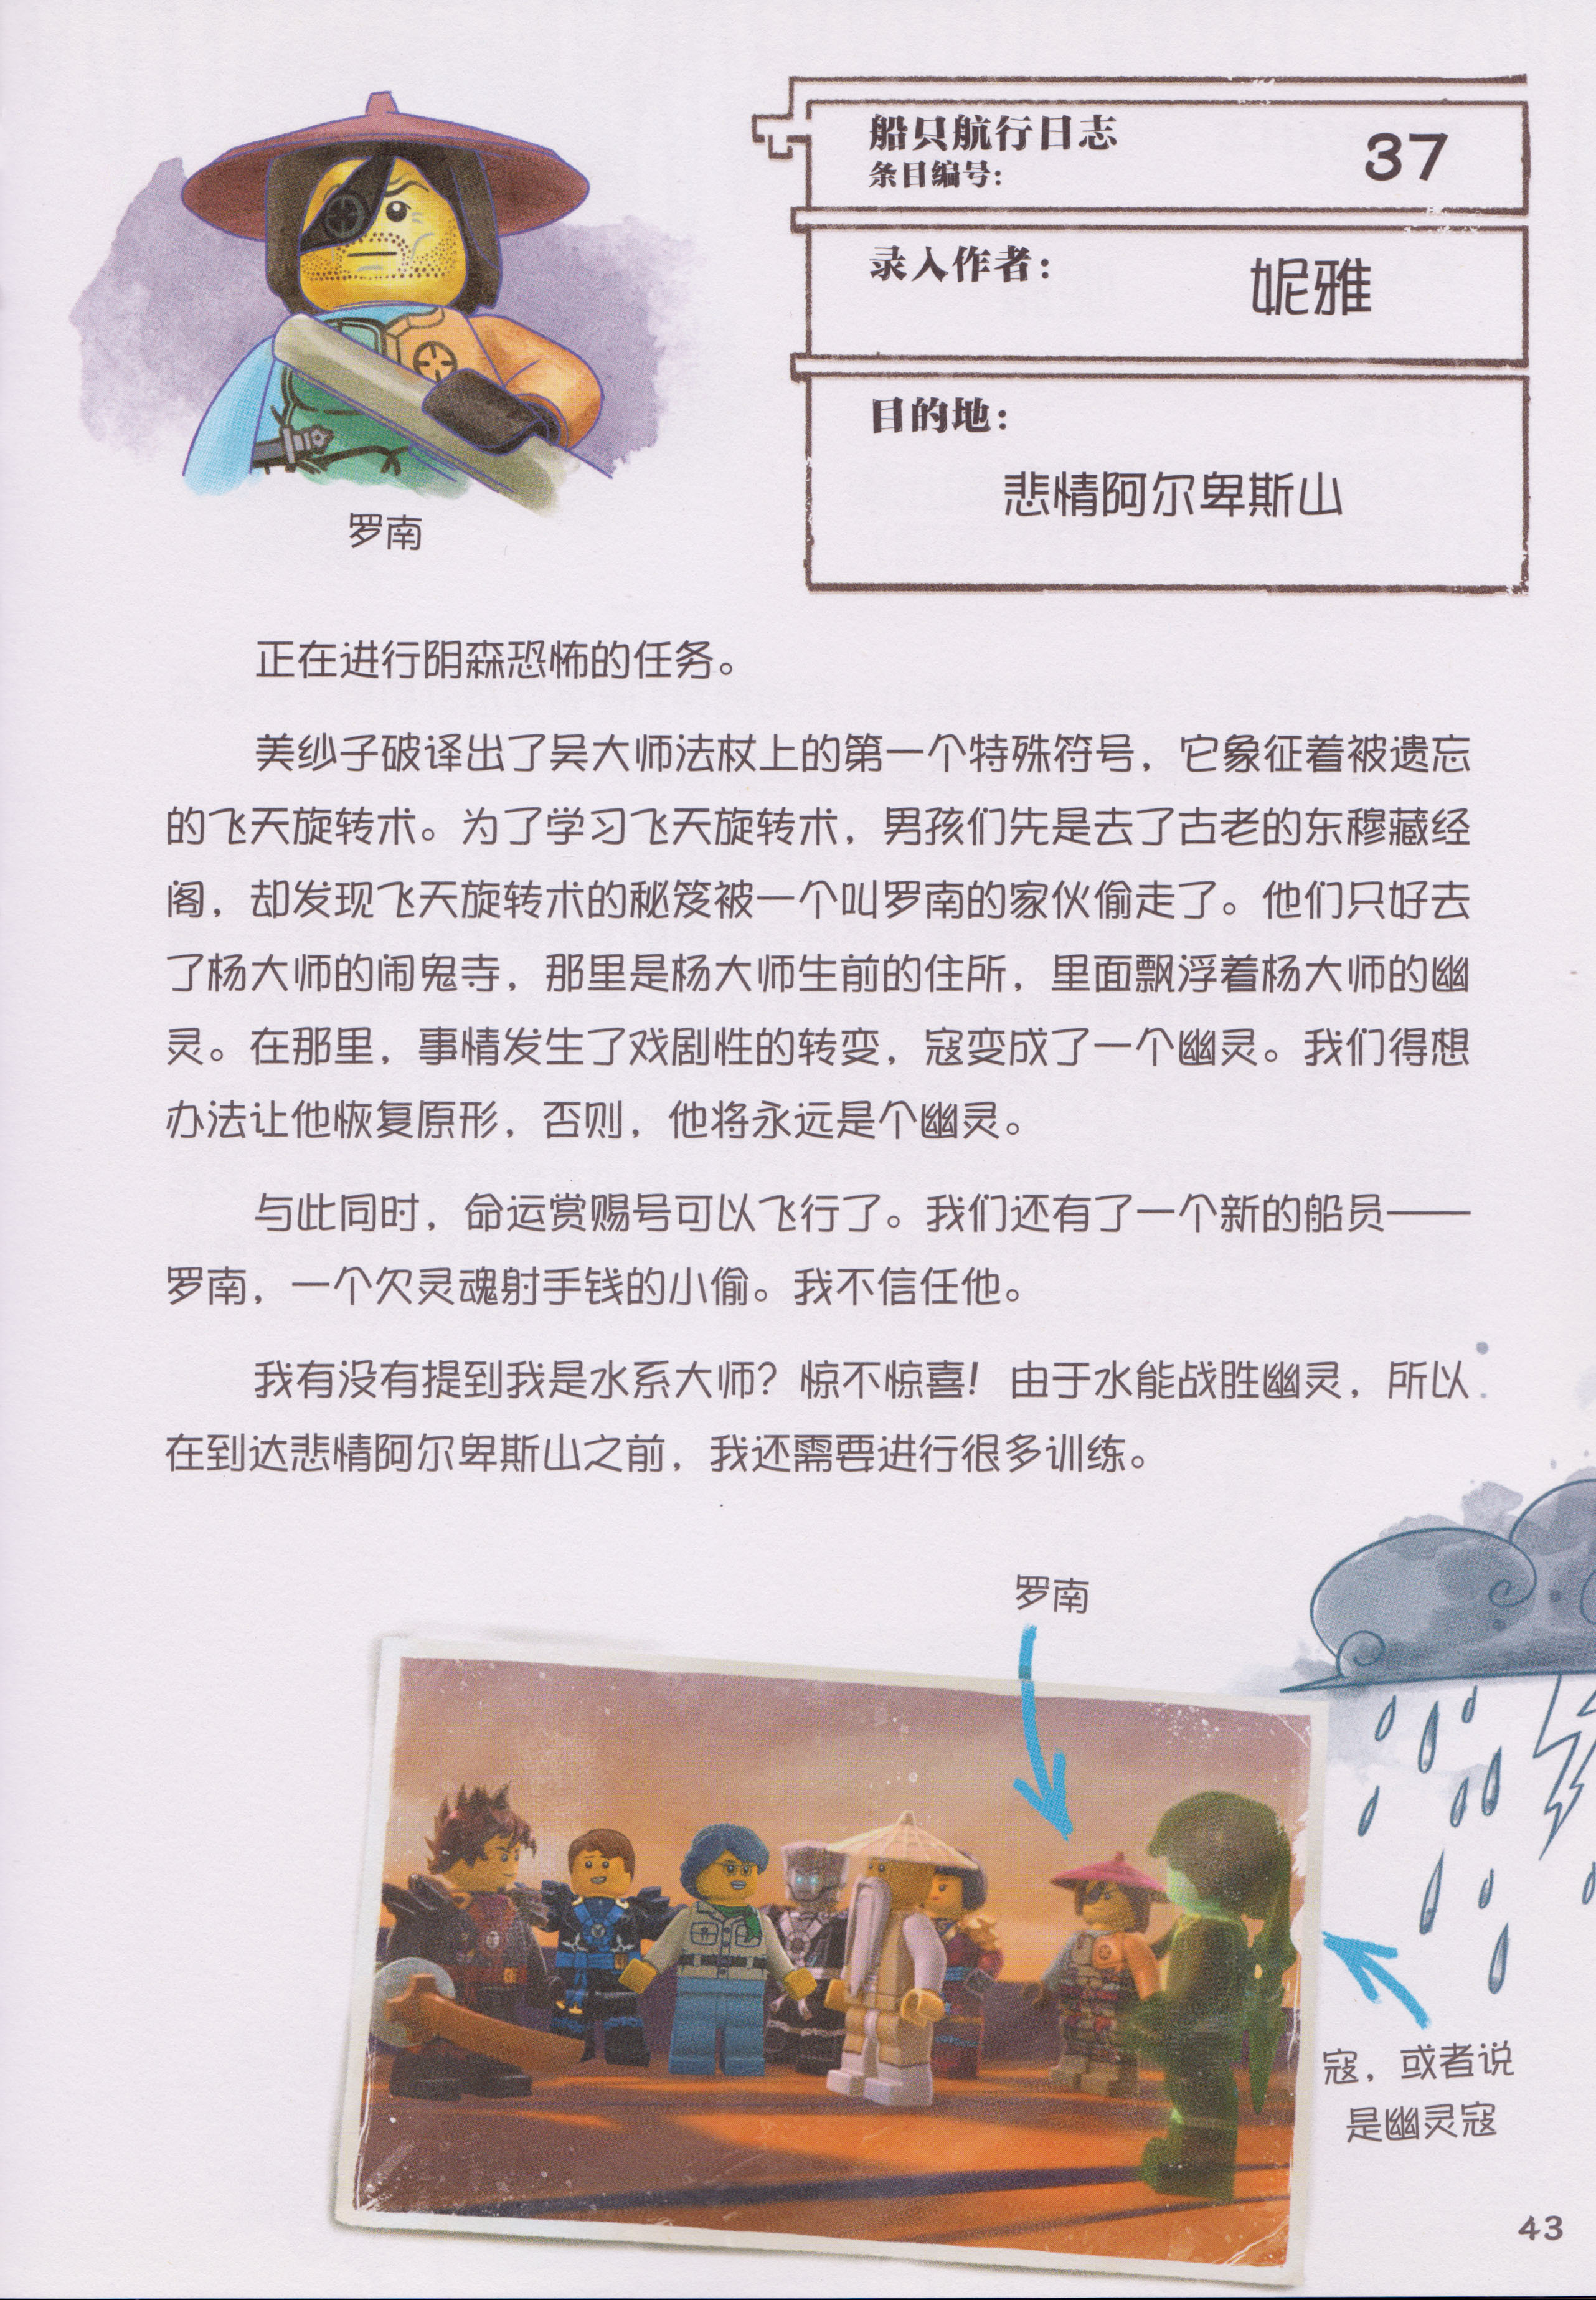 船只航行日志
条目编号：
37
录入作者：
妮雅
目的地：
悲情阿尔卑斯山
罗南
正在进行阴森恐怖的任务。
美纱子破译出了吴大师法杖上的第一个特殊符号，它象征着被遗忘
的飞天旋转术。为了学习飞天旋转术，男孩们先是去了古老的东穆藏经
阁，却发现飞天旋转术的秘笈被一个叫罗南的家伙偷走了。他们只好去
了杨大师的闹鬼寺，那里是杨大师生前的住所，里面飘浮着杨大师的幽
灵。在那里，事情发生了戏剧性的转变，寇变成了一个幽灵。我们得想
办法让他恢复原形，否则，他将永远是个幽灵。
与此同时，命运赏赐号可以飞行了。我们还有了一个新的船员——
罗南，一个欠灵魂射手钱的小偷。我不信任他。
我有没有提到我是水系大师？惊不惊喜！由于水能战胜幽灵，所以
在到达悲情阿尔卑斯山之前，我还需要进行很多训练。
罗南
寇，或者说
是幽灵寇
43